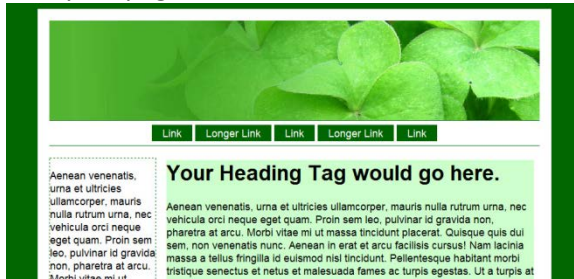 Link Longer Link Link Longer Link Link
Your Heading Tag would go here.
Aenean venenatis,
urna et ultricies
ullamcorper, mauris
nulla rutrum urna, nec
vehicula orci neque
eget quam. Proin sem
leo, pulvinar id gravida
non, pharetra at arcu.
Morbi vitae mi ut
Aenean venenatis, urna et ultricies ullamcorper, mauris nulla rutrum urna, nec
vehicula orci neque eget quam. Proin sem leo, pulvinar id gravida non,
pharetra at arcu. Morbi vitae mi ut massa tincidunt placerat. Quisque quis dui
sem, non venenatis nunc. Aenean in erat et arcu facilisis cursus! Nam lacinia
massa a tellus fringilla id euismod nisl tincidunt. Pellentesque habitant morbi
tristique senectus et netus et malesuada fames ac turpis egestas. Ut a turpis at